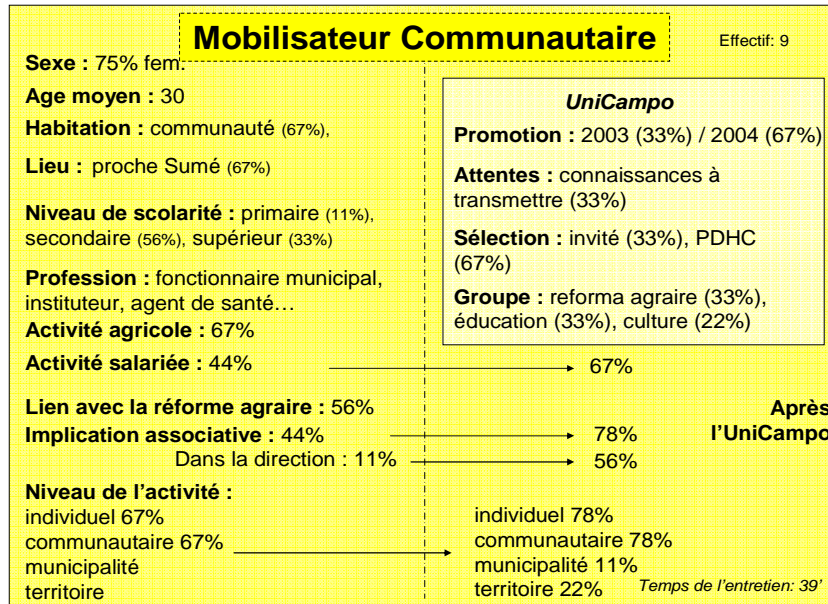 Mobilisateur Communautaire
Effectif: 9
Sexe : 75% fem.
Age moyen : 30
Habitation : communauté (67%),
Lieu : proche Sumé (67%)
Niveau de scolarité : primaire (11%),
secondaire (56%), supérieur (33%)
Profession : fonctionnaire municipal,
instituteur, agent de santé…
Activité agricole : 67%
Activité salariée : 44%
67%
UniCampo
Promotion : 2003 (33%) / 2004 (67%)
Attentes : connaissances à
transmettre (33%)
Sélection : invité (33%), PDHC
(67%)
Groupe : reforma agraire (33%),
éducation (33%), culture (22%)
Lien avec la réforme agraire : 56%
Implication associative : 44%
78%
Dans la direction : 11%
56%
Après
l'UniCampo
Niveau de l'activité :
individuel 67%
communautaire 67%
municipalité
territoire
individuel 78%
communautaire 78%
municipalité 11%
territoire 22%
Temps de l'entretien: 39'